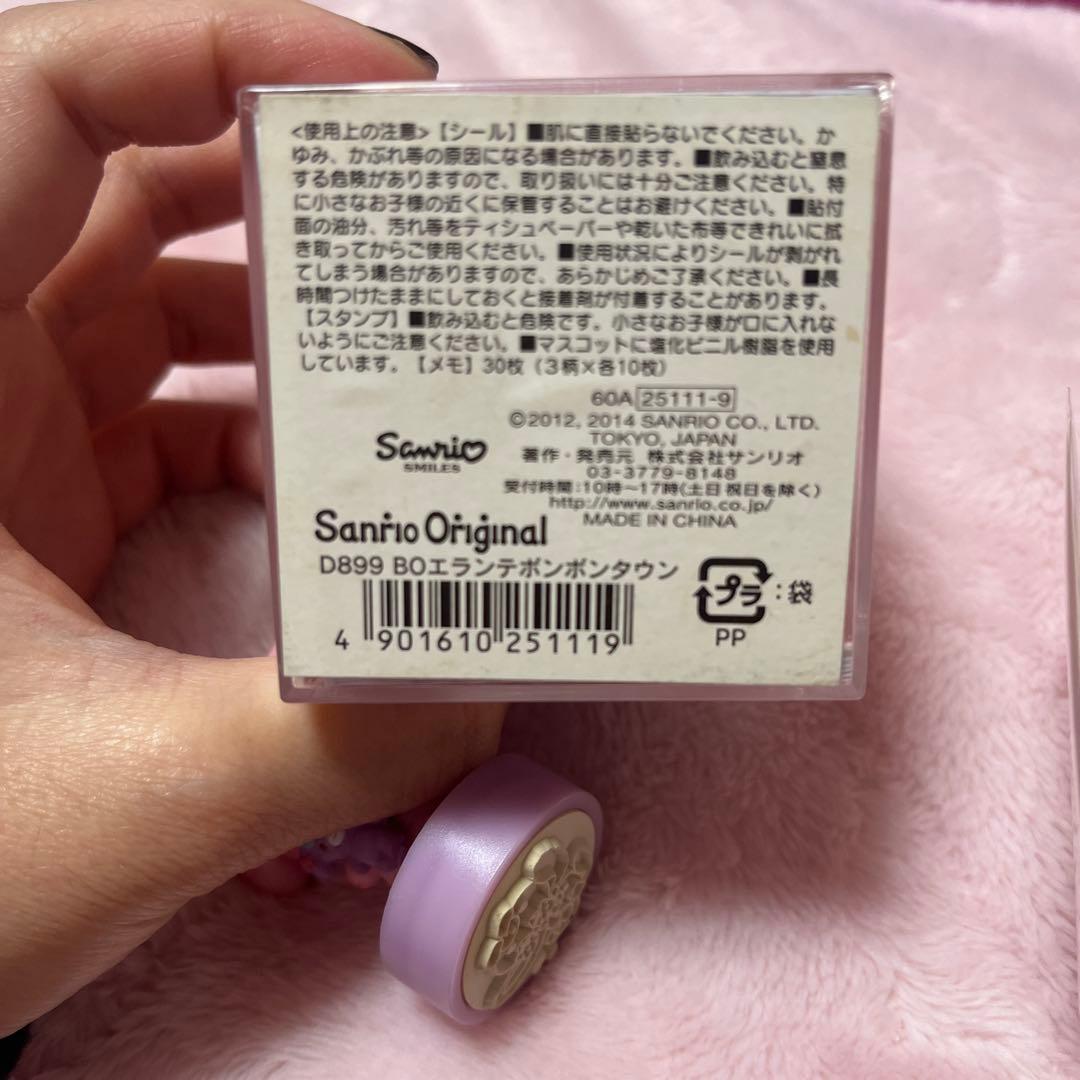 <使用上の注意>【シール】■肌に直接貼らないでください。か
ゆみ、かぶれ等の原因になる場合があります。■飲み込むと窒息
する危険がありますので、取り扱いには十分ご注意ください。特
に小さなお子様の近くに保管することはお避けください。■貼付
面の油分、汚れ等をティシュペーパーや乾いた布等できれいに拭
き取ってからご使用ください。■使用状況によりシールが剥がれ
てしまう場合がありますので、あらかじめご了承ください。■長
時間つけたままにしておくと接着剤が付着することがあります。
【スタンプ】■飲み込むと危険です。小さなお子様が口に入れな
いようにご注意ください。■マスコットに塩化ビニル樹脂を使用
しています。【メモ】30枚（3柄×各10枚）
60A 25111-9
©2012, 2014 SANRIO CO., LTD.
TOKYO, JAPAN
著作・発売元 株式会社サンリオ
03-3779-8148
受付時間:10時～17時(土日祝日を除く)
http://www.sanrio.co.jp/
MADE IN CHINA
Sanrio
SMILES
Sanrio Original
D899 BOエランテポンポンタウン
4 901610 251119
プラ :袋
PP